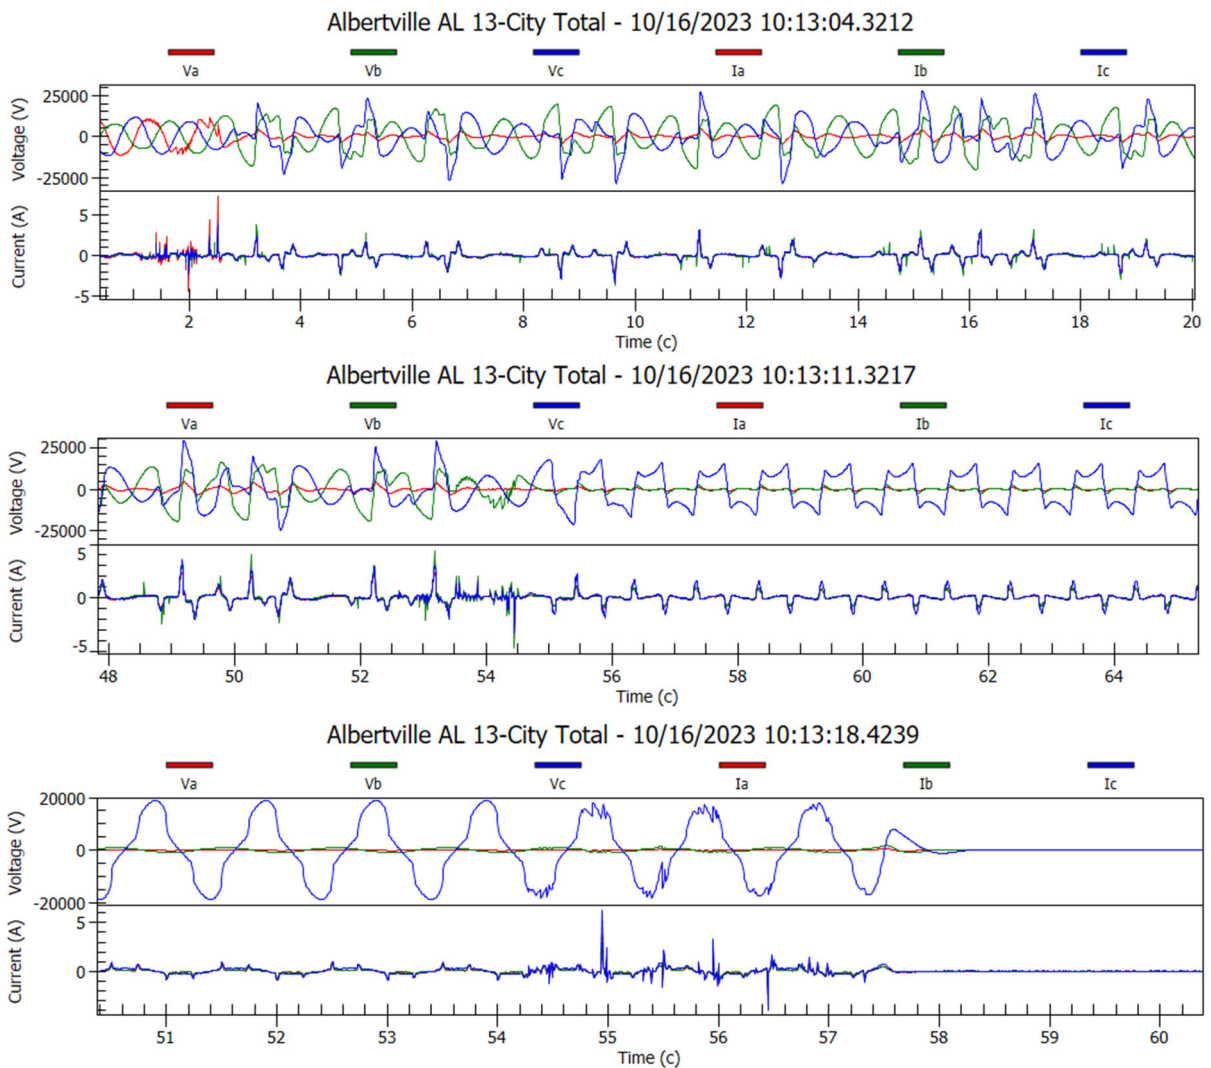 Albertville AL 13-City Total - 10/16/2023 10:13:04.3212
Va Vb Vc Ia Ib Ic
Voltage (V)
25000
0
-25000
Current (A)
5
0
-5
2 4 6 8 10 12 14 16 18 20
Time (c)
Albertville AL 13-City Total - 10/16/2023 10:13:11.3217
Va Vb Vc Ia Ib Ic
Voltage (V)
25000
0
-25000
Current (A)
5
0
-5
48 50 52 54 56 58 60 62 64
Time (c)
Albertville AL 13-City Total - 10/16/2023 10:13:18.4239
Va Vb Vc Ia Ib Ic
Voltage (V)
20000
0
-20000
Current (A)
5
0
51 52 53 54 55 56 57 58 59 60
Time (c)